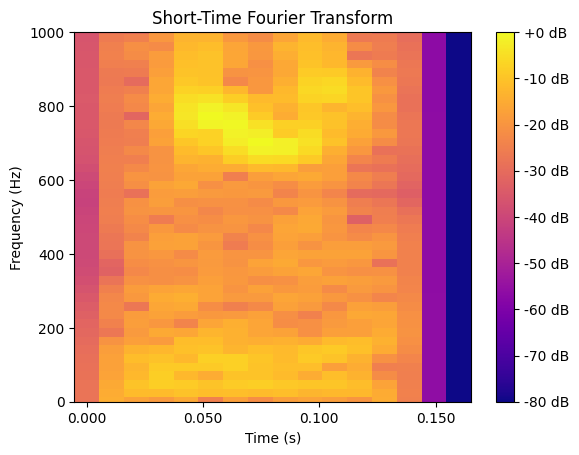 Short-Time Fourier Transform
1000
800
600
400
200
0
Frequency (Hz)
0.000
0.050
0.100
0.150
Time (s)
+0 dB
-10 dB
-20 dB
-30 dB
-40 dB
-50 dB
-60 dB
-70 dB
-80 dB